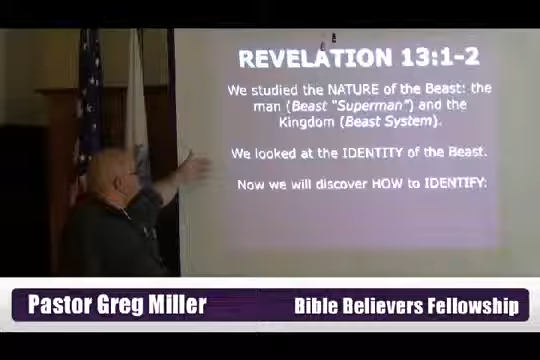 REVELATION 13:1-2
We studied the NATURE of the Beast: the
man (Beast "Superman") and the
Kingdom (Beast System).
We looked at the IDENTITY of the Beast.
Now we will discover HOW to IDENTIFY:
Pastor Greg Miller
Bible Believers Fellowship